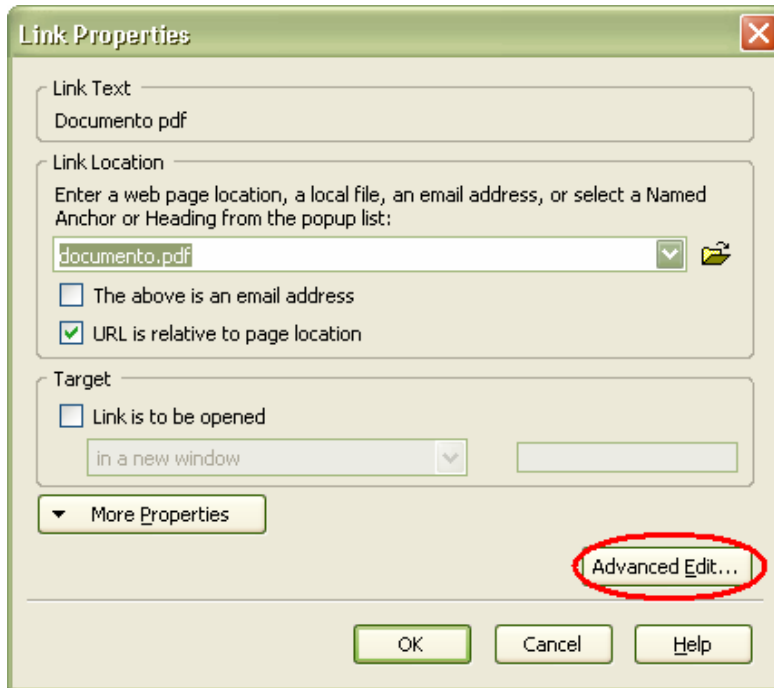 Link Properties
Link Text
Documento pdf
Link Location
Enter a web page location, a local file, an email address, or select a Named
Anchor or Heading from the popup list:
documento.pdf
The above is an email address
URL is relative to page location
Target
Link is to be opened
in a new window
More Properties
Advanced Edit...
OK Cancel Help